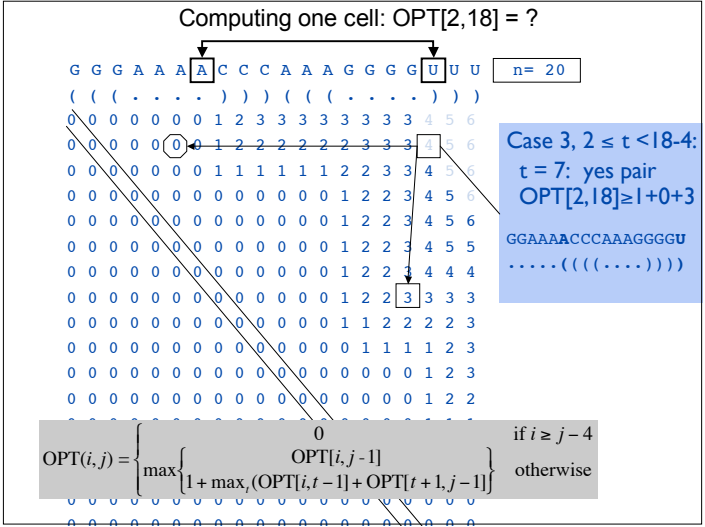 Computing one cell: OPT[2,18] = ?
G G G A A A A C C C A A A G G G G U U U n= 20
( ( ( . . . . ) ) ) ( ( ( . . . . ) ) )
0 0 0 0 0 0 0 1 2 3 3 3 3 3 3 3 3 4 5 6
0 0 0 0 0 0 0 1 2 2 2 2 2 2 3 3 3 4 5 6
0 0 0 0 0 0 0 1 1 1 1 1 1 2 2 3 3 4 5 6
0 0 0 0 0 0 0 0 0 0 0 0 0 1 2 2 3 4 5 6
0 0 0 0 0 0 0 0 0 0 0 0 0 1 2 2 3 4 5 6
0 0 0 0 0 0 0 0 0 0 0 0 0 1 2 2 3 4 5 5
0 0 0 0 0 0 0 0 0 0 0 0 0 1 2 2 3 4 4 4
0 0 0 0 0 0 0 0 0 0 0 0 0 1 2 2 3 3 3 3
0 0 0 0 0 0 0 0 0 0 0 0 0 1 1 2 2 2 2 3
0 0 0 0 0 0 0 0 0 0 0 0 0 0 1 1 1 1 2 3
0 0 0 0 0 0 0 0 0 0 0 0 0 0 0 0 0 1 2 3
0 0 0 0 0 0 0 0 0 0 0 0 0 0 0 0 0 1 2 2
Case 3, 2 ≤ t <18-4:
t = 7: yes pair
OPT[2,18]≥1+0+3
GGAAAACCCAAAGGGGU
.....((((....))))
0 if i ≥ j − 4
OPT(i, j) = max{ OPT[i, j -1]
1 + max_t (OPT[i,t −1] + OPT[t +1, j −1]) } otherwise